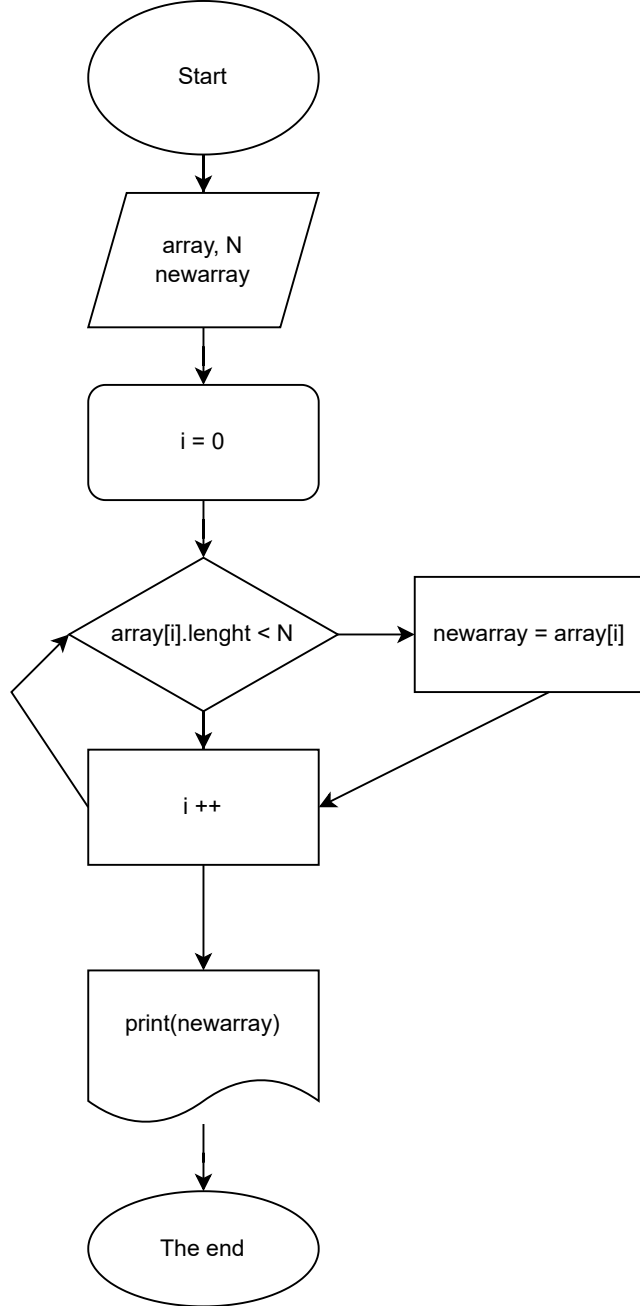 Start
array, N
newarray
i = 0
array[i].lenght < N
newarray = array[i]
i ++
print(newarray)
The end